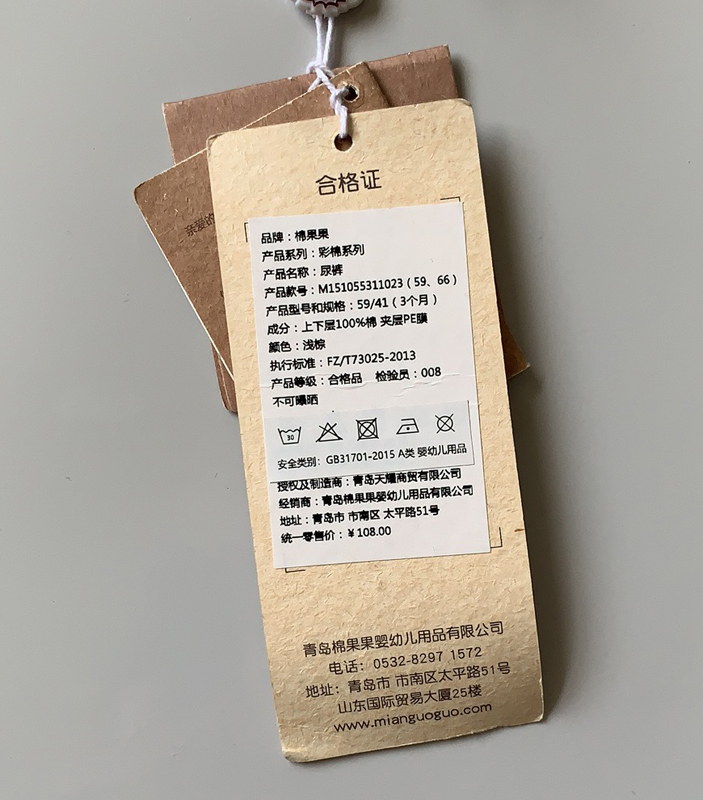 亲爱的
合格证
品牌：棉果果
产品系列：彩棉系列
产品名称：尿裤
产品款号：M151055311023（59、66）
产品型号和规格：59/41（3个月）
成分：上下层100%棉 夹层PE膜
颜色：浅棕
执行标准：FZ/T73025-2013
产品等级：合格品 检验员：008
不可曝晒
30
安全类别：GB31701-2015 A类 婴幼儿用品
授权及制造商：青岛天耀商贸有限公司
经销商：青岛棉果果婴幼儿用品有限公司
地址：青岛市 市南区 太平路51号
统一零售价：￥108.00
青岛棉果果婴幼儿用品有限公司
电话：0532-8297 1572
地址：青岛市 市南区太平路51号
山东国际贸易大厦25楼
www.mianguoguo.com